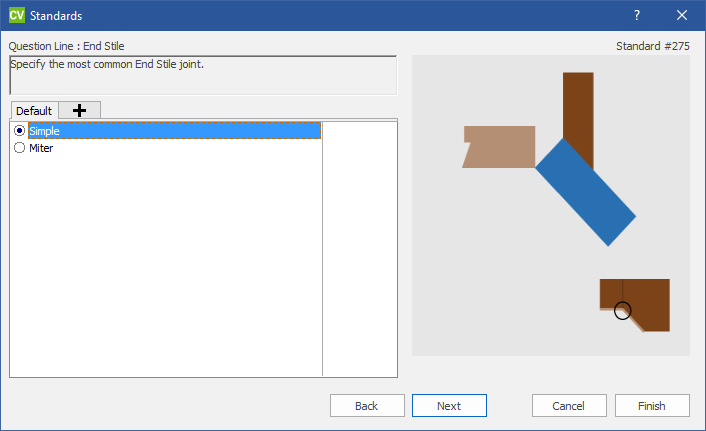 CV Standards ?
Question Line : End Stile Standard #275
Specify the most common End Stile joint.
Default
Simple
Miter
Back Next Cancel Finish